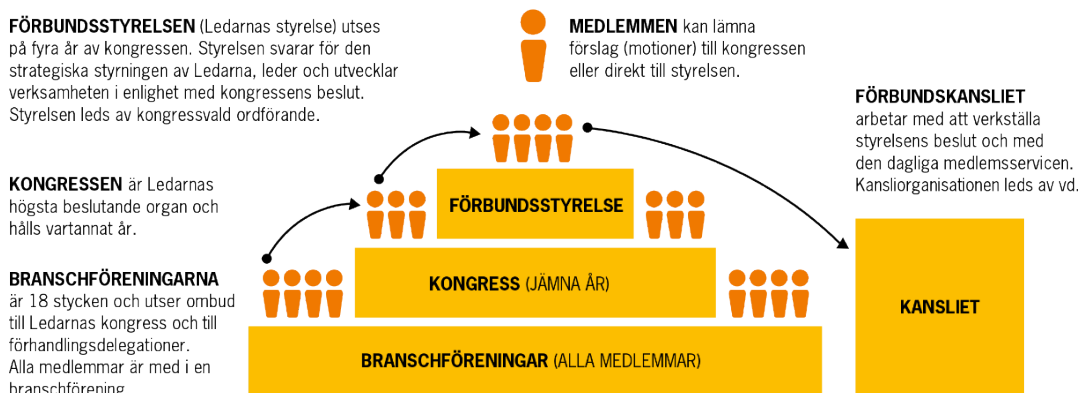 FÖRBUNDSSTYRELSEN (Ledarnas styrelse) utses
på fyra år av kongressen. Styrelsen svarar för den
strategiska styrningen av Ledarna, leder och utvecklar
verksamheten i enlighet med kongressens beslut.
Styrelsen leds av kongressvald ordförande.
MEDLEMMEN kan lämna
förslag (motioner) till kongressen
eller direkt till styrelsen.
FÖRBUNDSKANSLIET
arbetar med att verkställa
styrelsens beslut och med
den dagliga medlemsservicen.
Kansliorganisationen leds av vd.
KONGRESSEN är Ledarnas
högsta beslutande organ och
hålls vartannat år.
BRANSCHFÖRENINGARNA
är 18 stycken och utser ombud
till Ledarnas kongress och till
förhandlingsdelegationer.
Alla medlemmar är med i en
branschförening.
FÖRBUNDSSTYRELSE
KONGRESS (JÄMNA ÅR)
BRANSCHFÖRENINGAR (ALLA MEDLEMMAR)
KANSLIET